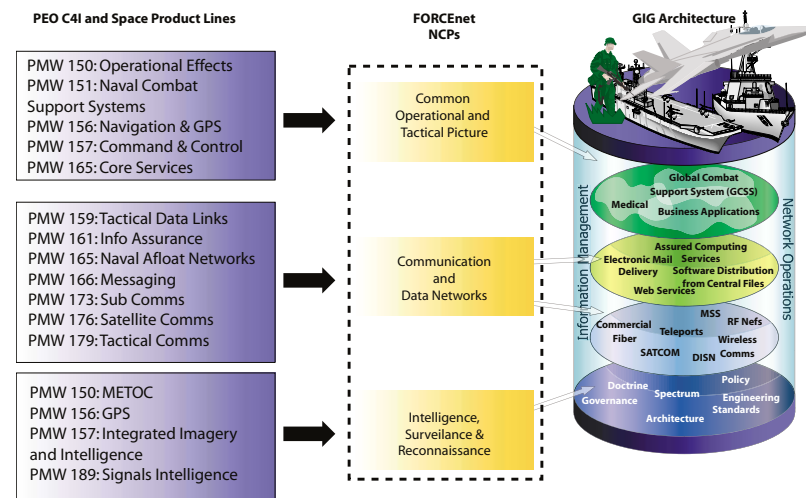 PEO C4I and Space Product Lines
PMW 150: Operational Effects
PMW 151: Naval Combat
Support Systems
PMW 156: Navigation & GPS
PMW 157: Command & Control
PMW 165: Core Services
PMW 159: Tactical Data Links
PMW 161: Info Assurance
PMW 165: Naval Afloat Networks
PMW 166: Messaging
PMW 173: Sub Comms
PMW 176: Satellite Comms
PMW 179: Tactical Comms
PMW 150: METOC
PMW 156: GPS
PMW 157: Integrated Imagery
and Intelligence
PMW 189: Signals Intelligence
FORCEnet
NCPs
Common
Operational and
Tactical Picture
Communication
and
Data Networks
Intelligence,
Surveilance &
Reconnaissance
GIG Architecture
Information Management
Network Operations
Global Combat
Support System (GCSS)
Medical
Business Applications
Assured Computing
Services
Electronic Mail
Delivery
Software Distribution
from Central Files
Web Services
MSS
RF Nefs
Commercial
Fiber
Teleports
Wireless
Comms
SATCOM
DISN
Doctrine
Policy
Governance
Spectrum
Engineering
Standards
Architecture